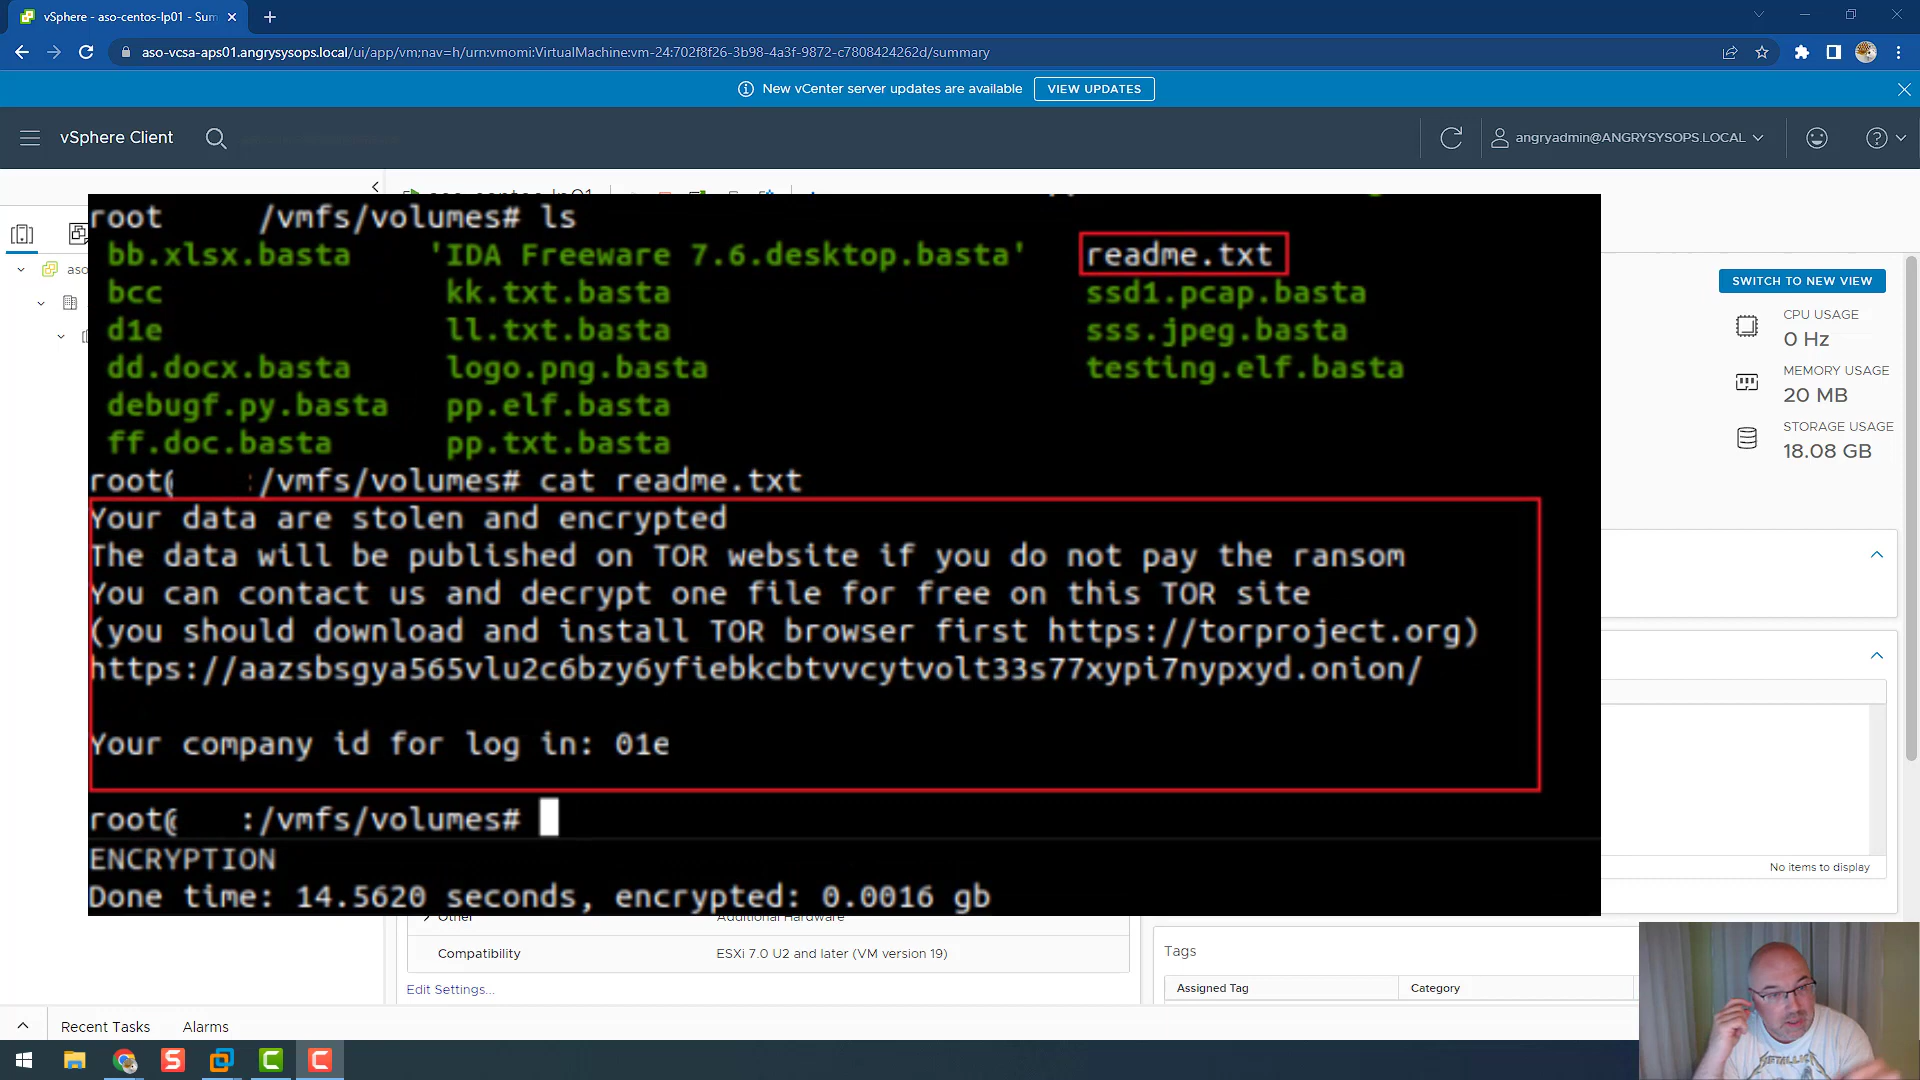 vSphere - aso-centos-lp01 - Sum
aso-vcsa-aps01.angrysysops.local/ui/app/vm;nav=h/urn:vmomi:VirtualMachine:vm-24:702f8f26-3b98-4a3f-9872-c7808424262d/summary
New vCenter server updates are available
VIEW UPDATES
vSphere Client
angryadmin@ANGRYSYSOPS.LOCAL
aso
root /vmfs/volumes# ls
bb.xlsx.basta 'IDA Freeware 7.6.desktop.basta' readme.txt
bcc kk.txt.basta ssd1.pcap.basta
d1e ll.txt.basta sss.jpeg.basta
dd.docx.basta logo.png.basta testing.elf.basta
debugf.py.basta pp.elf.basta
ff.doc.basta pp.txt.basta
root@ :/vmfs/volumes# cat readme.txt
Your data are stolen and encrypted
The data will be published on TOR website if you do not pay the ransom
You can contact us and decrypt one file for free on this TOR site
(you should download and install TOR browser first https://torproject.org)
https://aazsbsgya565vlu2c6bzy6yfiebkcbtvvcytvolt33s77xypi7nypxyd.onion/
Your company id for log in: 01e
root@ :/vmfs/volumes#
ENCRYPTION
Done time: 14.5620 seconds, encrypted: 0.0016 gb
SWITCH TO NEW VIEW
CPU USAGE
0 Hz
MEMORY USAGE
20 MB
STORAGE USAGE
18.08 GB
No items to display
Other Additional Hardware
Compatibility ESXi 7.0 U2 and later (VM version 19)
Edit Settings...
Tags
Assigned Tag Category
Recent Tasks Alarms